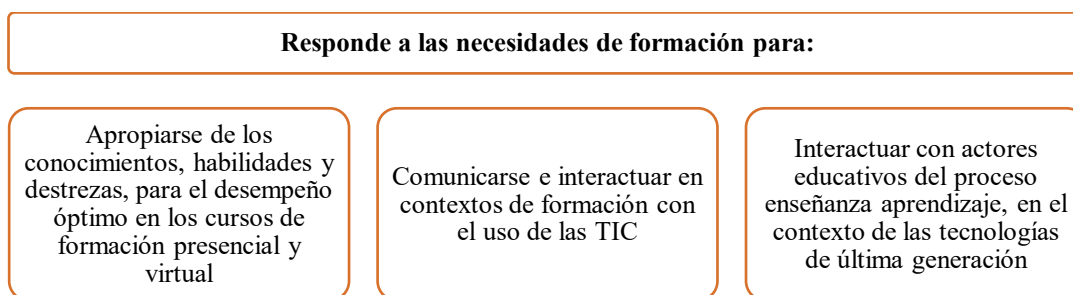 Responde a las necesidades de formación para:
Apropiarse de los
conocimientos, habilidades y
destrezas, para el desempeño
óptimo en los cursos de
formación presencial y
virtual
Comunicarse e interactuar en
contextos de formación con
el uso de las TIC
Interactuar con actores
educativos del proceso
enseñanza aprendizaje, en el
contexto de las tecnologías
de última generación